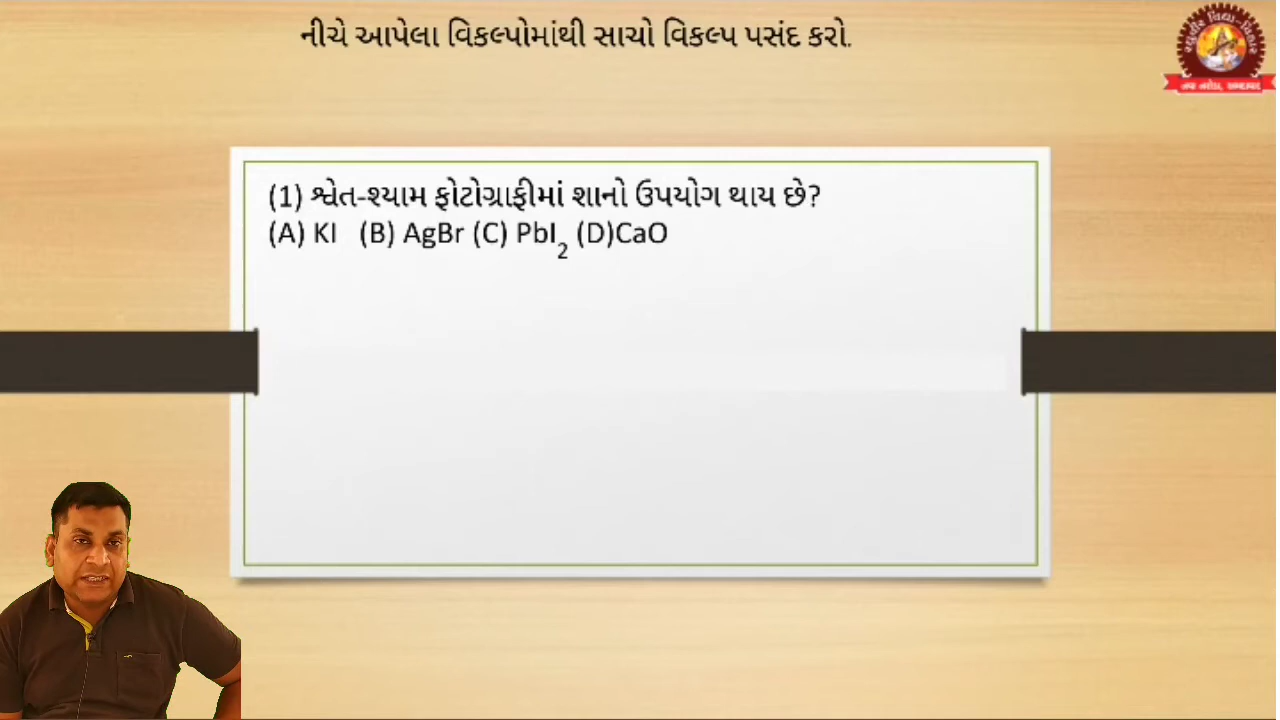 નીચે આપેલા વિકલ્પોમાંથી સાચો વિકલ્પ પસંદ કરો.
(1) શ્વેત-શ્યામ ફોટોગ્રાફીમાં શાનો ઉપયોગ થાય છે?
(A) KI (B) AgBr (C) PbI₂ (D)CaO